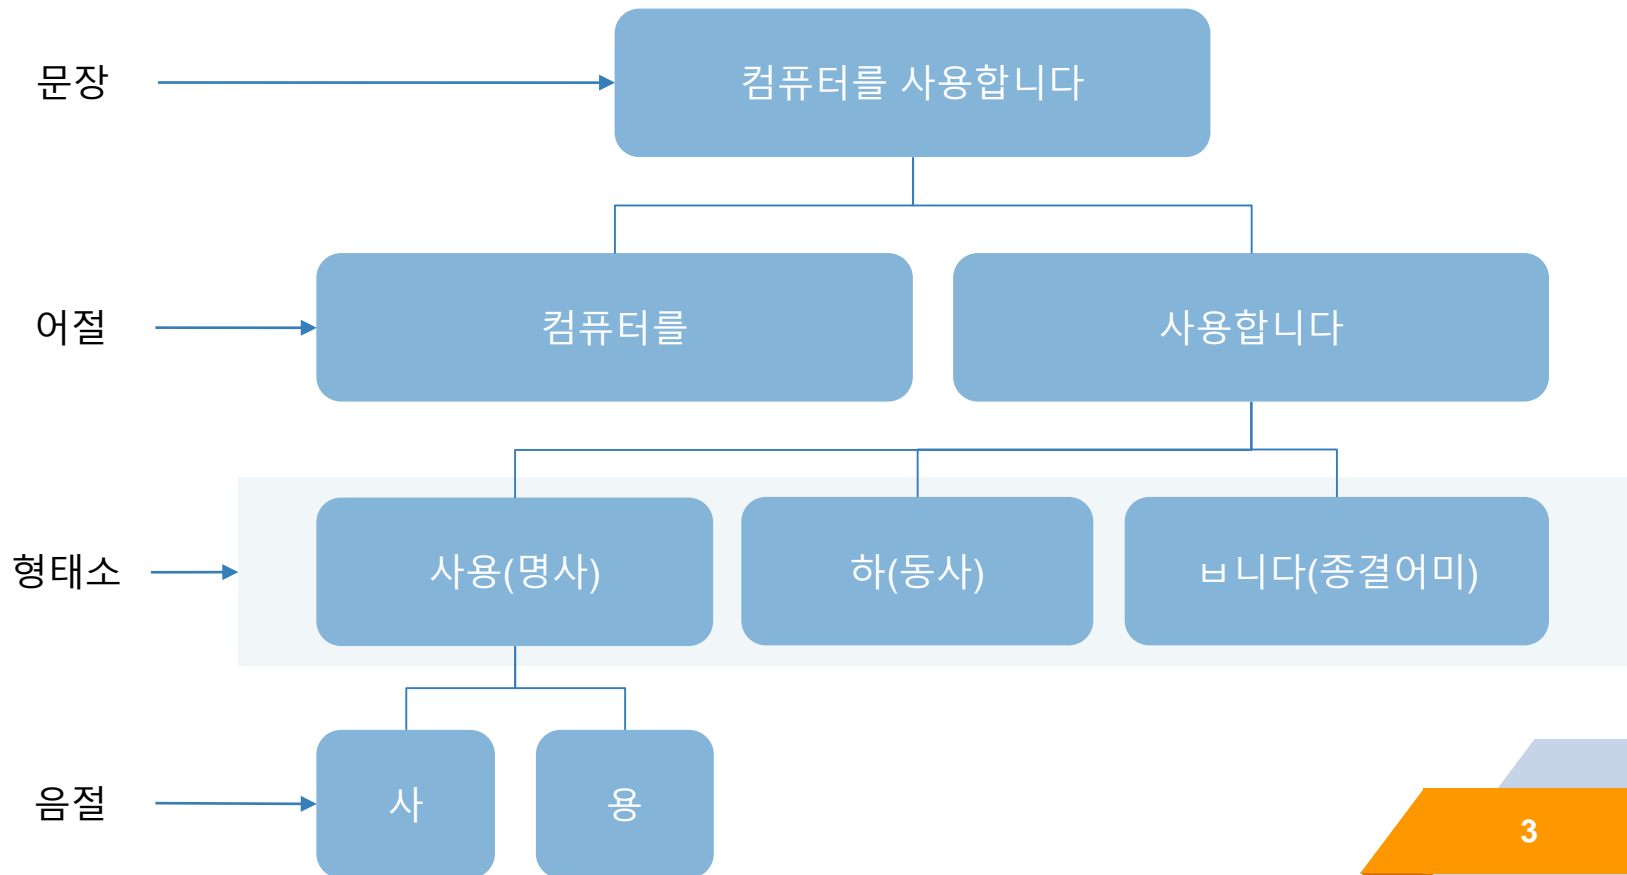 문장
컴퓨터를 사용합니다
어절
컴퓨터를
사용합니다
형태소
사용(명사)
하(동사)
ㅂ니다(종결어미)
음절
사
용
3